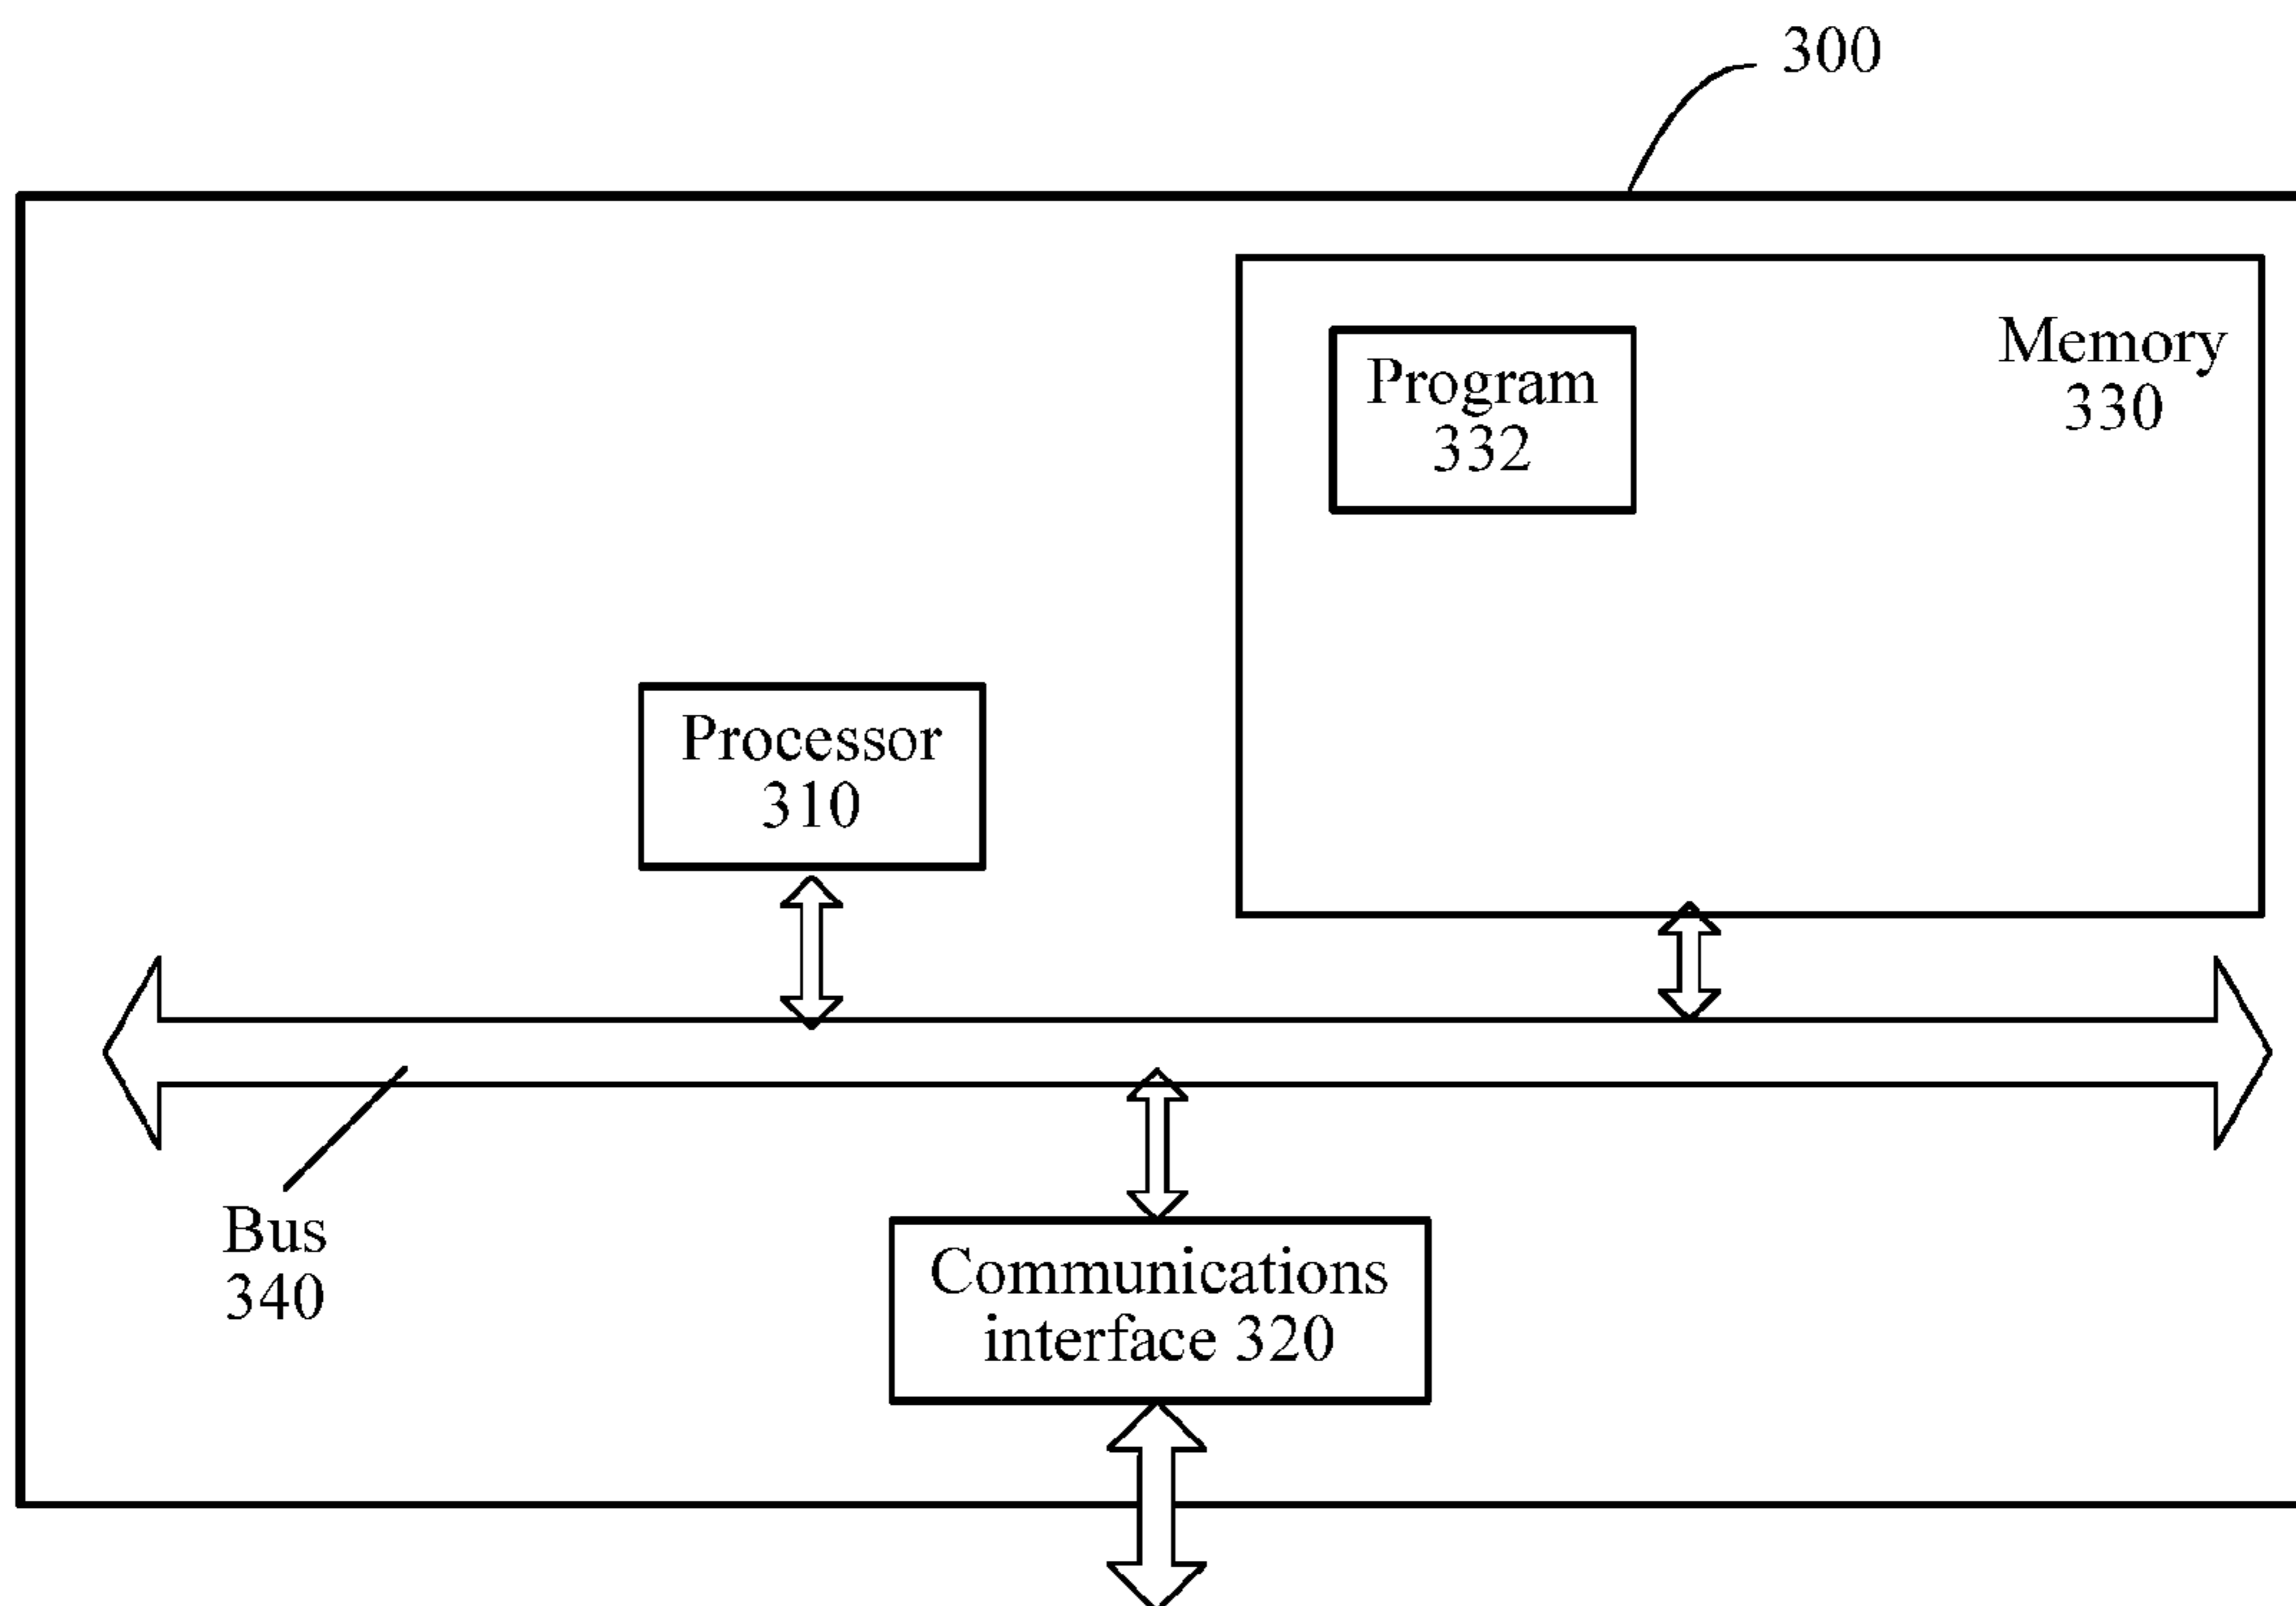 300
Memory
330
Program
332
Processor
310
Bus
340
Communications
interface 320